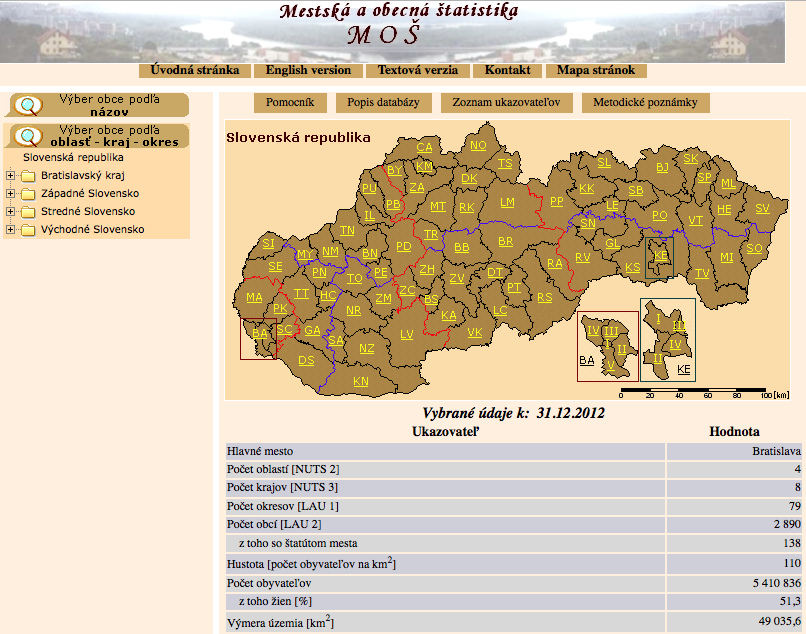 Mestská a obecná štatistika
M O Š
Úvodná stránka English version Textová verzia Kontakt Mapa stránok
Výber obce podľa
názov
Výber obce podľa
oblasť - kraj - okres
Slovenská republika
Bratislavský kraj
Západné Slovensko
Stredné Slovensko
Východné Slovensko
Pomocník Popis databázy Zoznam ukazovateľov Metodické poznámky
Slovenská republika
CA NO
BY KM TS SL SK
PU ZA DK KK SB BJ SP ML
PB MT RK LM PP LE PO VT HE SV
IL TN TR SN
SI MY NM BN PD BB BR GL KE SO
SE PN TO PE ZH ZV DT RA RV KS TV MI
MA TT HC ZM ZC BS PT RS
PK NR KA LC
BA SC GA SA LV VK
DS NZ
KN
IV III I II V BA
I III IV II KE
0 20 40 60 80 100 [km]
Vybrané údaje k: 31.12.2012
Ukazovateľ Hodnota
Hlavné mesto Bratislava
Počet oblastí [NUTS 2] 4
Počet krajov [NUTS 3] 8
Počet okresov [LAU 1] 79
Počet obcí [LAU 2] 2 890
z toho so štatútom mesta 138
Hustota [počet obyvateľov na km2] 110
Počet obyvateľov 5 410 836
z toho žien [%] 51,3
Výmera územia [km2] 49 035,6